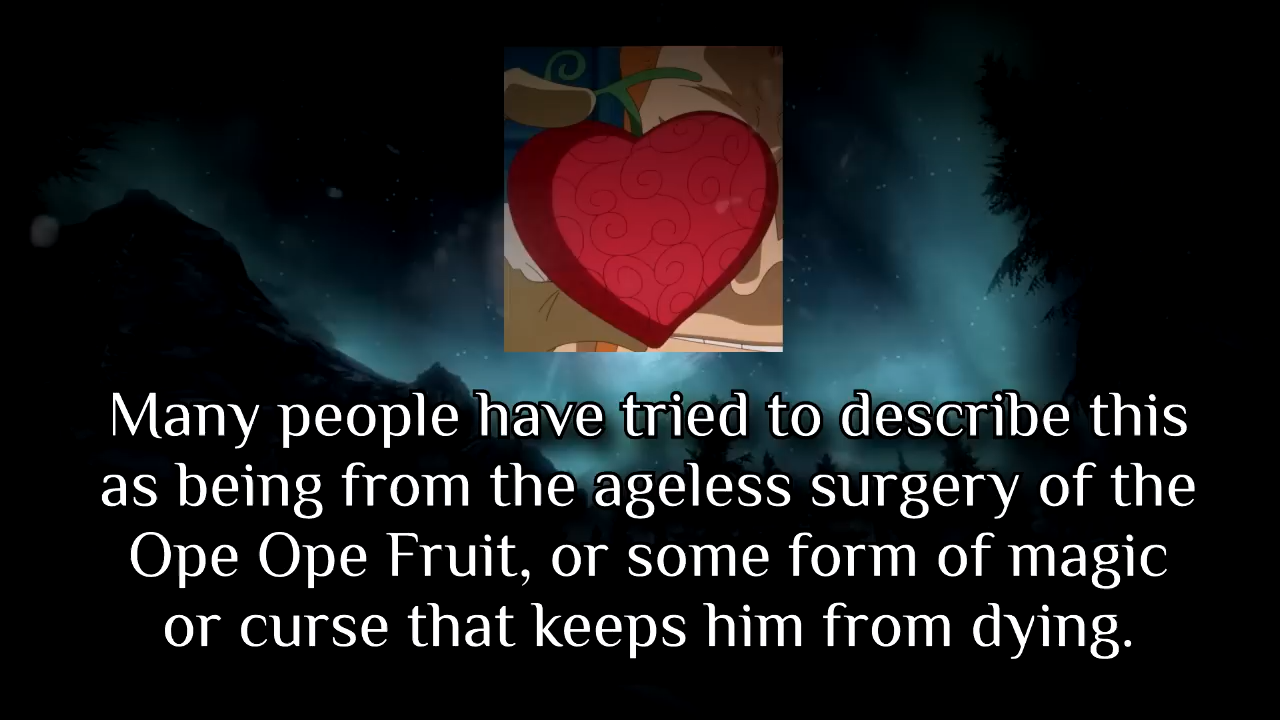 Many people have tried to describe this
as being from the ageless surgery of the
Ope Ope Fruit, or some form of magic
or curse that keeps him from dying.